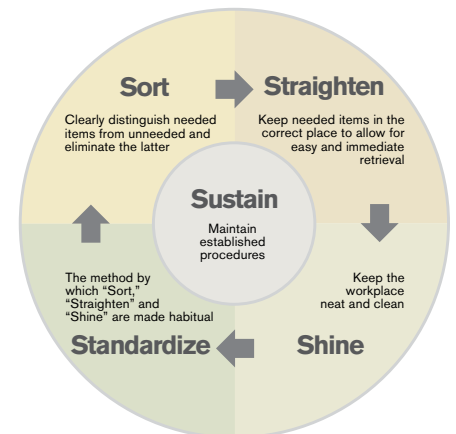 Sort
Clearly distinguish needed
items from unneeded and
eliminate the latter
Straighten
Keep needed items in the
correct place to allow for
easy and immediate
retrieval
Sustain
Maintain
established
procedures
The method by
which “Sort,”
“Straighten” and
“Shine” are made habitual
Standardize
Keep the
workplace
neat and clean
Shine